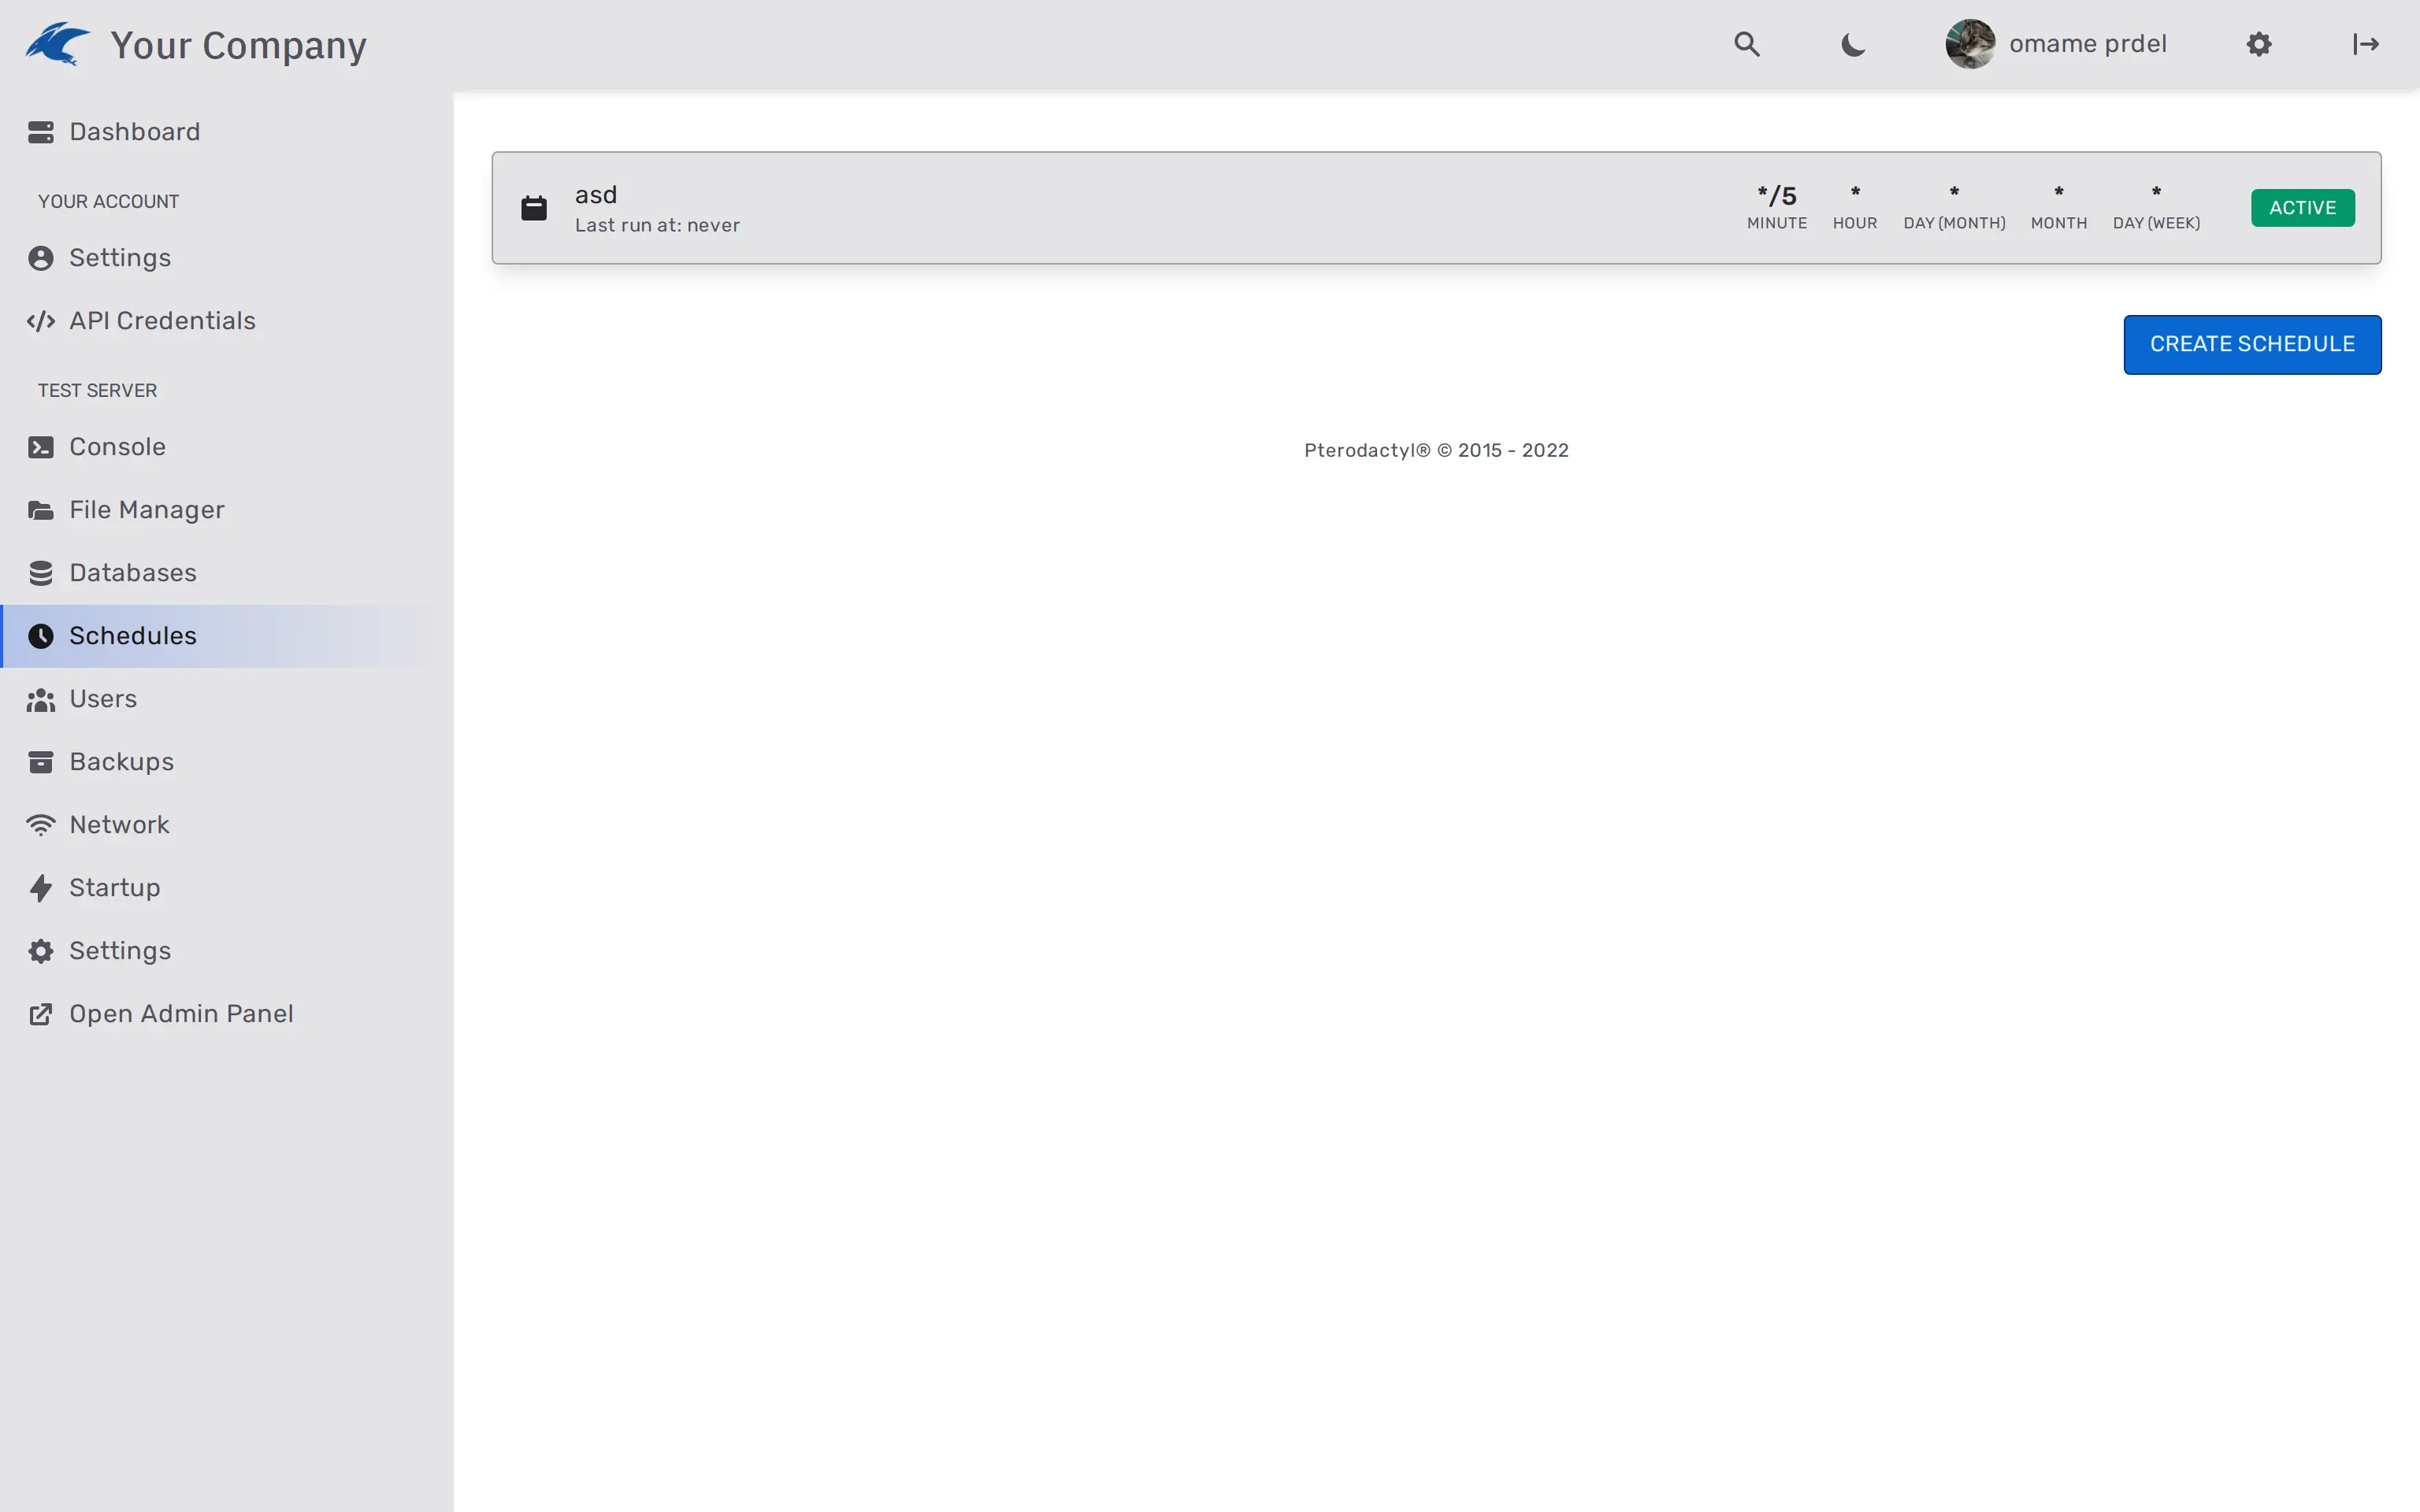 Your Company
omame prdel
Dashboard
YOUR ACCOUNT
Settings
API Credentials
TEST SERVER
Console
File Manager
Databases
Schedules
Users
Backups
Network
Startup
Settings
Open Admin Panel
asd
Last run at: never
*/5 * * * *
MINUTE HOUR DAY (MONTH) MONTH DAY (WEEK)
ACTIVE
CREATE SCHEDULE
Pterodactyl® © 2015 - 2022